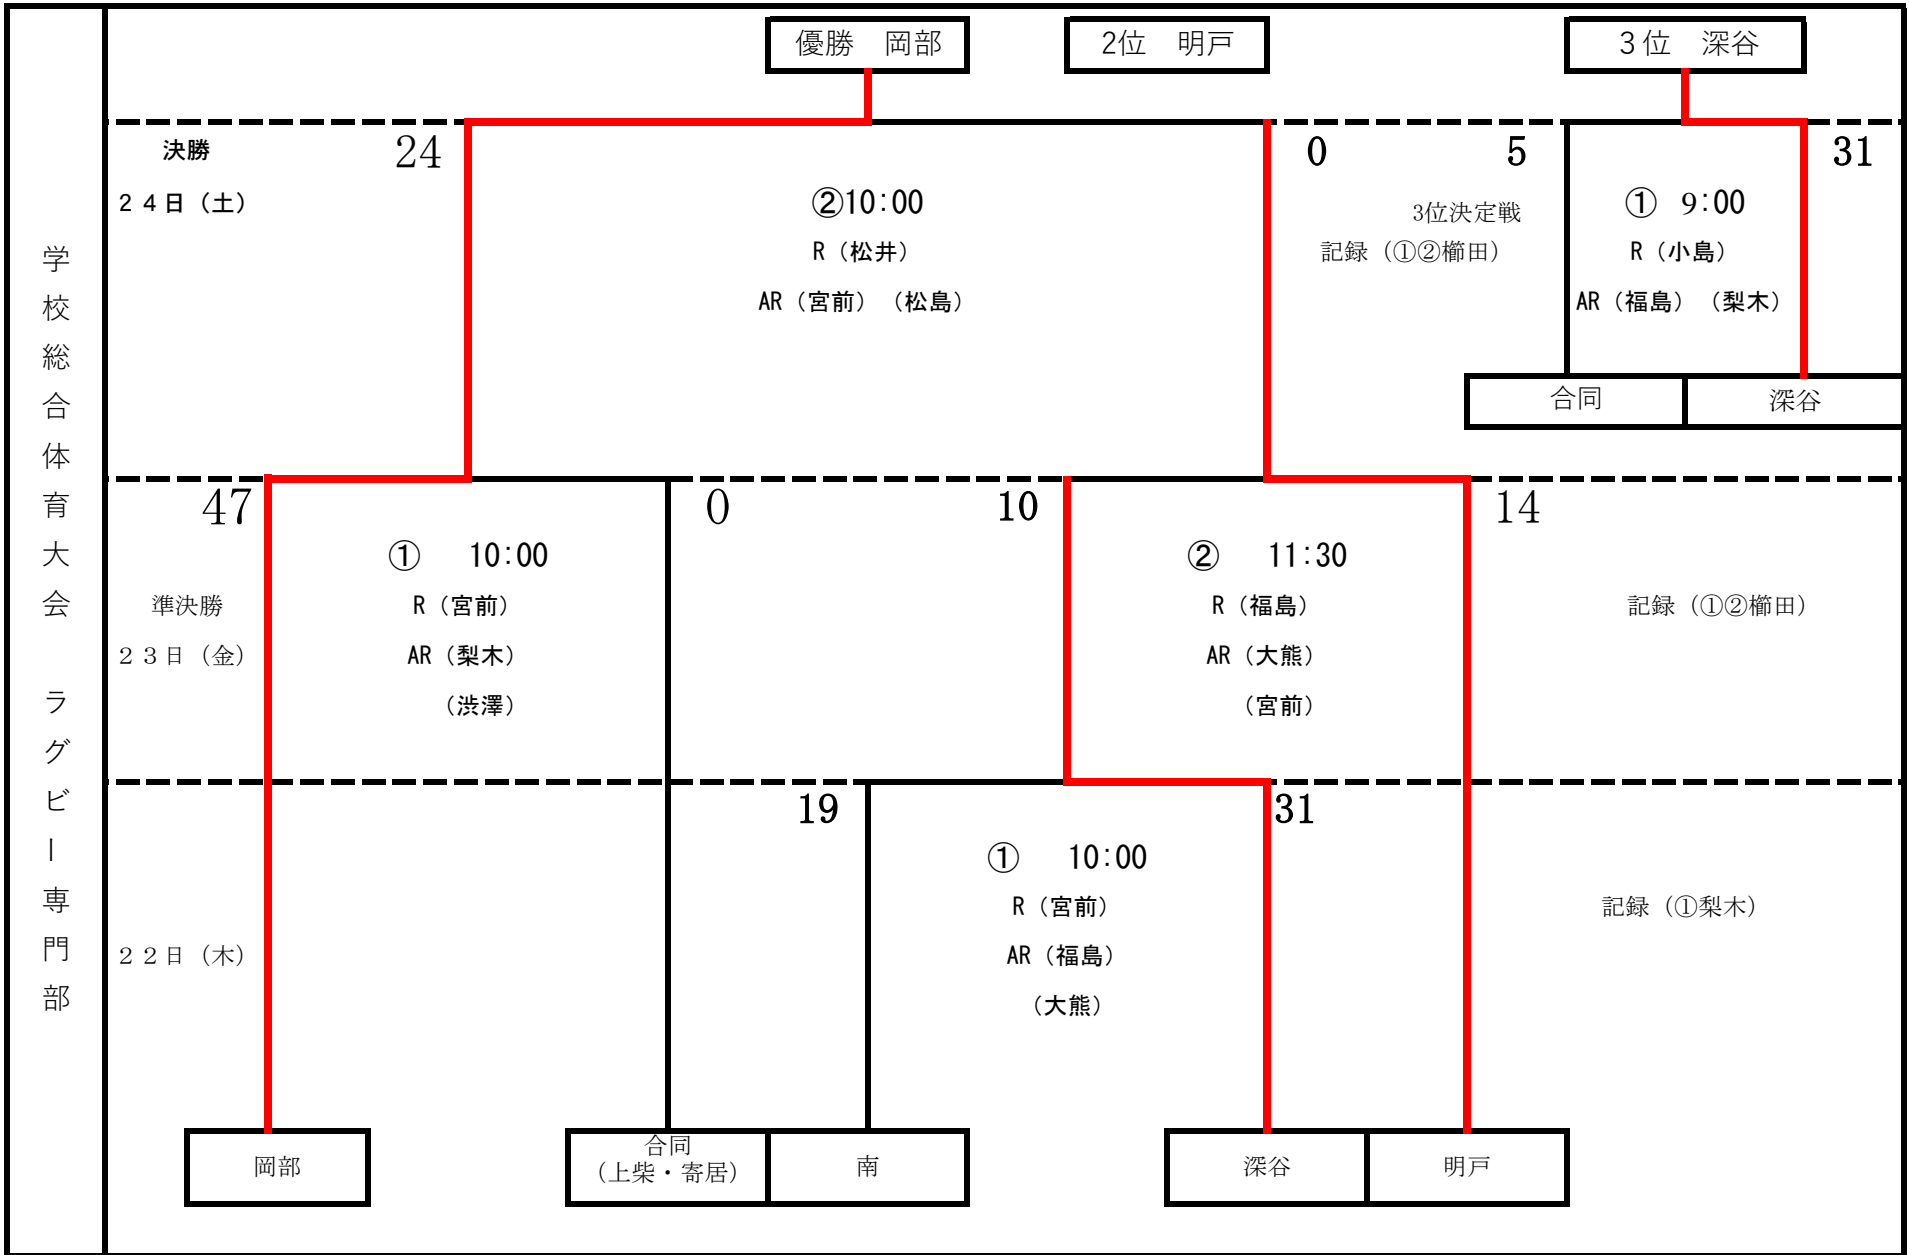 学校総合体育大会　ラグビー専門部
優勝　岡部
2位　明戸
３位　深谷
決勝
24
0
5
31
２４日（土）
②10:00
3位決定戦
① 9:00
R（松井）
記録（①②櫛田）
R（小島）
AR（宮前）（松島）
AR（福島）（梨木）
合同
深谷
47
0
10
14
① 10:00
② 11:30
準決勝
R（宮前）
R（福島）
記録（①②櫛田）
２３日（金）
AR（梨木）
AR（大熊）
（渋澤）
（宮前）
19
31
① 10:00
R（宮前）
記録（①梨木）
２２日（木）
AR（福島）
（大熊）
岡部
合同
（上柴・寄居）
南
深谷
明戸